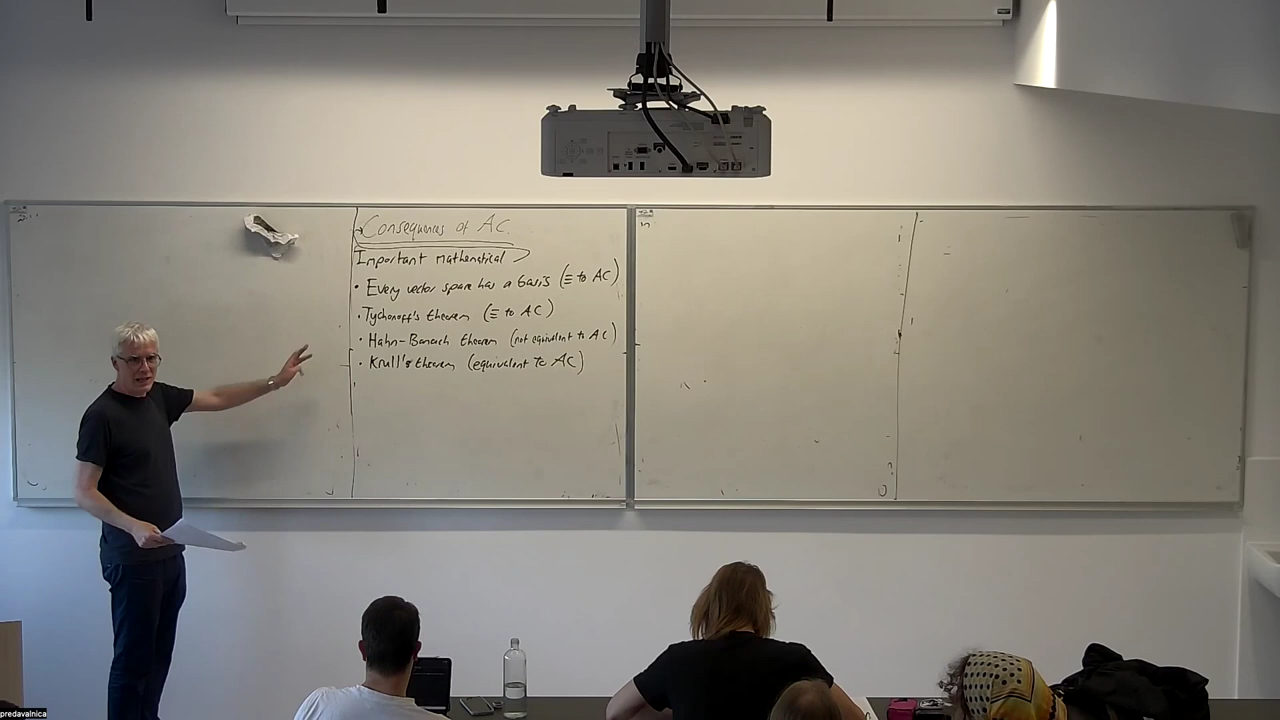 Consequences of AC.
Important mathematical
• Every vector space has a basis (≡ to AC)
• Tychonoff's theorem (≡ to AC)
• Hahn-Banach theorem (not equivalent to AC)
• Krull's theorem (equivalent to AC)
predavalnica